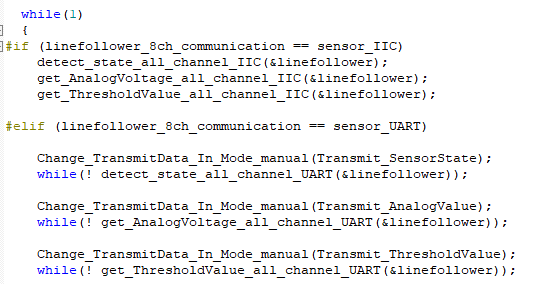 while(1)
{
#if (linefollower_8ch_communication == sensor_IIC)
detect_state_all_channel_IIC(&linefollower);
get_AnalogVoltage_all_channel_IIC(&linefollower);
get_ThresholdValue_all_channel_IIC(&linefollower);
#elif (linefollower_8ch_communication == sensor_UART)
Change_TransmitData_In_Mode_manual(Transmit_SensorState);
while(! detect_state_all_channel_UART(&linefollower));
Change_TransmitData_In_Mode_manual(Transmit_AnalogValue);
while(! get_AnalogVoltage_all_channel_UART(&linefollower));
Change_TransmitData_In_Mode_manual(Transmit_ThresholdValue);
while(! get_ThresholdValue_all_channel_UART(&linefollower));